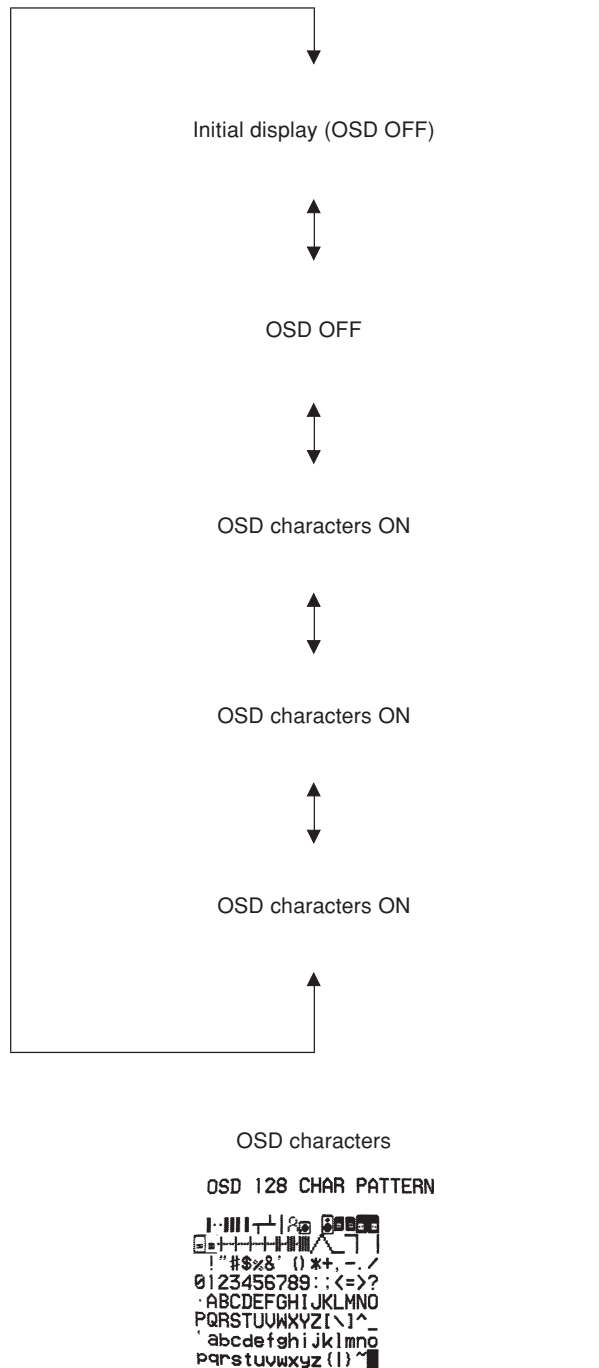 Initial display (OSD OFF)
OSD OFF
OSD characters ON
OSD characters ON
OSD characters ON
OSD characters
OSD 128 CHAR PATTERN
!"#$%&'()*+,-./
0123456789:;<=>?
ABCDEFGHIJKLMNO
PQRSTUVWXYZ[\]^_
'abcdefghijklmno
pqrstuvwxyz{|}~